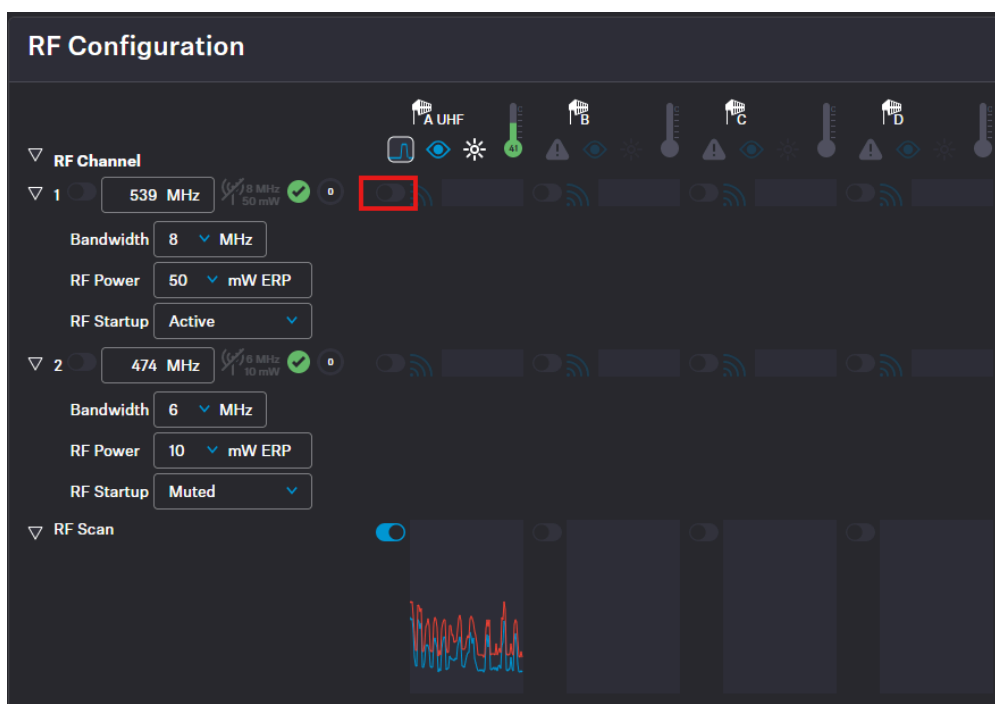 RF Configuration
A UHF B C D
41
RF Channel
1 539 MHz 8 MHz 50 mW 0
Bandwidth 8 MHz
RF Power 50 mW ERP
RF Startup Active
2 474 MHz 6 MHz 10 mW 0
Bandwidth 6 MHz
RF Power 10 mW ERP
RF Startup Muted
RF Scan